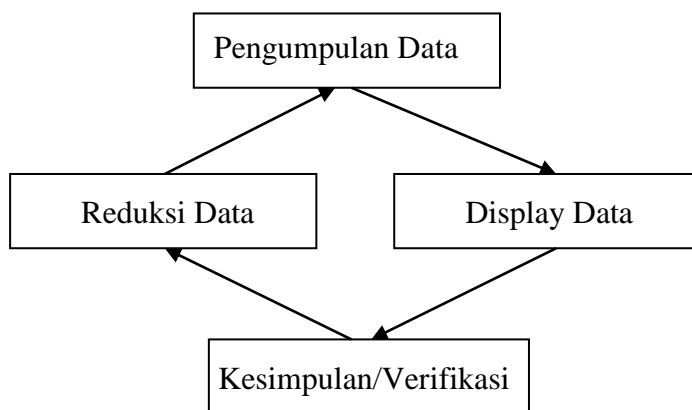 Pengumpulan Data
Reduksi Data
Display Data
Kesimpulan/Verifikasi